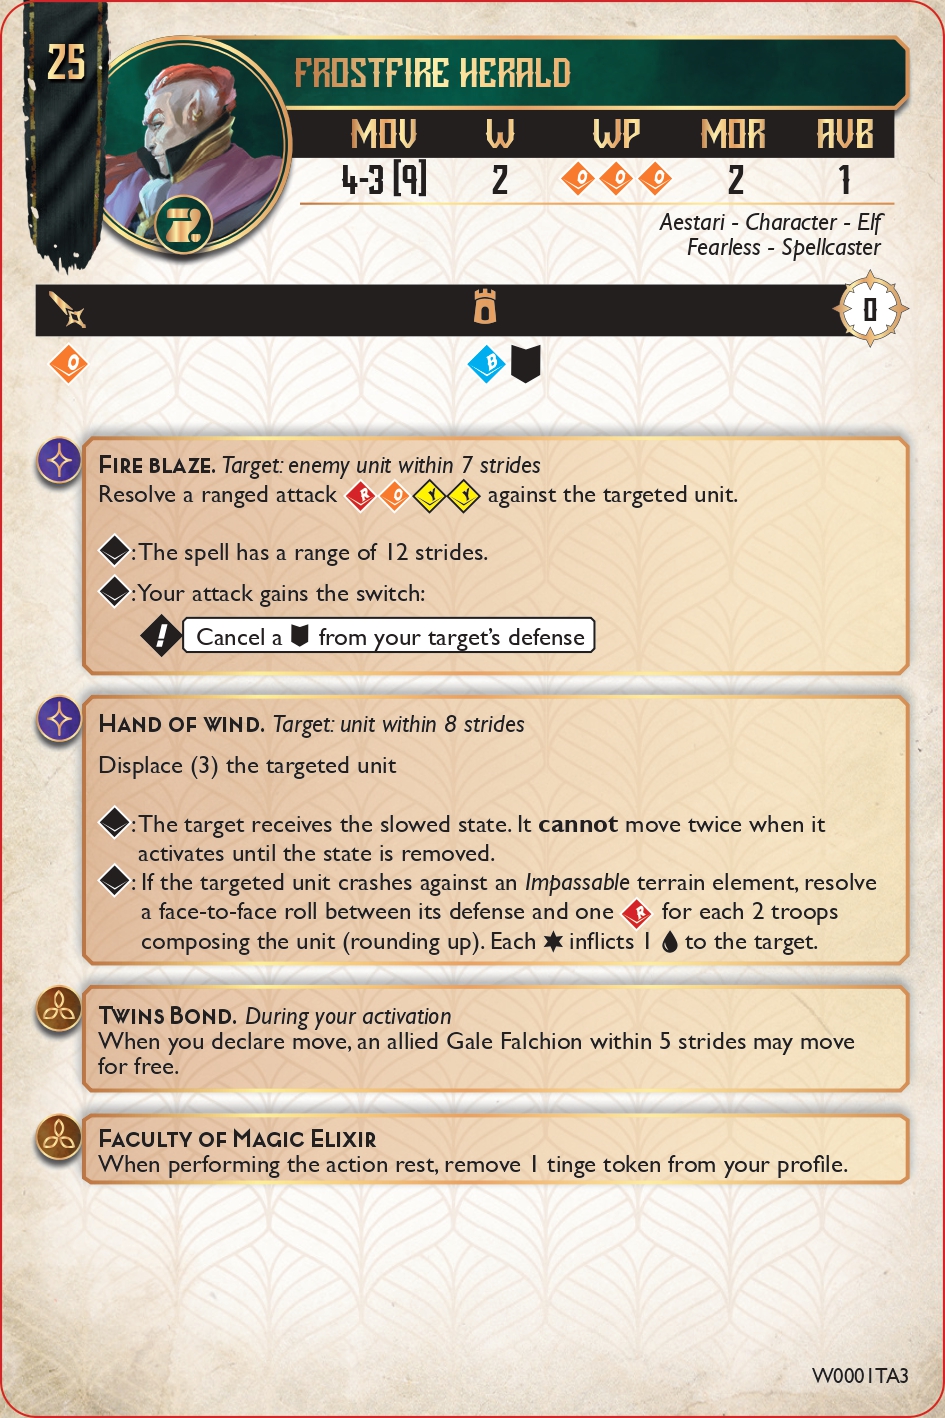 25
FROSTFIRE HERALD
MOV W WP MOR AVB
4-3 [9] 2 O O O 2 1
Aestari - Character - Elf
Fearless - Spellcaster
0
O B
FIRE BLAZE. Target: enemy unit within 7 strides
Resolve a ranged attack R O Y Y against the targeted unit.
: The spell has a range of 12 strides.
: Your attack gains the switch:
! Cancel a from your target's defense
HAND OF WIND. Target: unit within 8 strides
Displace (3) the targeted unit
: The target receives the slowed state. It cannot move twice when it
activates until the state is removed.
: If the targeted unit crashes against an Impassable terrain element, resolve
a face-to-face roll between its defense and one R for each 2 troops
composing the unit (rounding up). Each inflicts 1 to the target.
TWINS BOND. During your activation
When you declare move, an allied Gale Falchion within 5 strides may move
for free.
FACULTY OF MAGIC ELIXIR
When performing the action rest, remove 1 tinge token from your profile.
W0001TA3